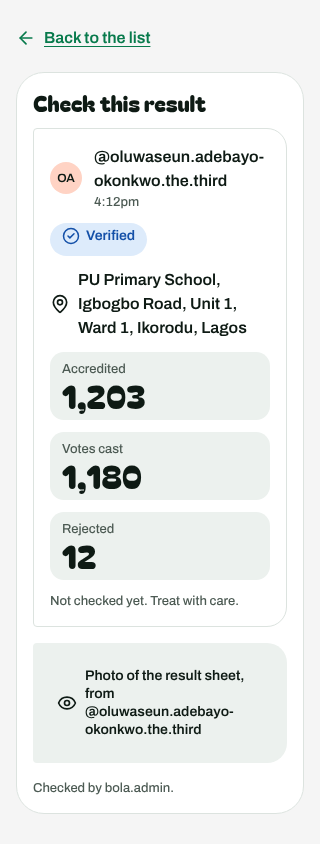 Back to the list
Check this result
@oluwaseun.adebayo-
okonkwo.the.third
OA
4:12pm
Verified
PU Primary School,
Igbogbo Road, Unit 1,
Ward 1, Ikorodu, Lagos
Accredited
1,203
Votes cast
1,180
Rejected
12
Not checked yet. Treat with care.
Photo of the result sheet,
from
@oluwaseun.adebayo-
okonkwo.the.third
Checked by bola.admin.